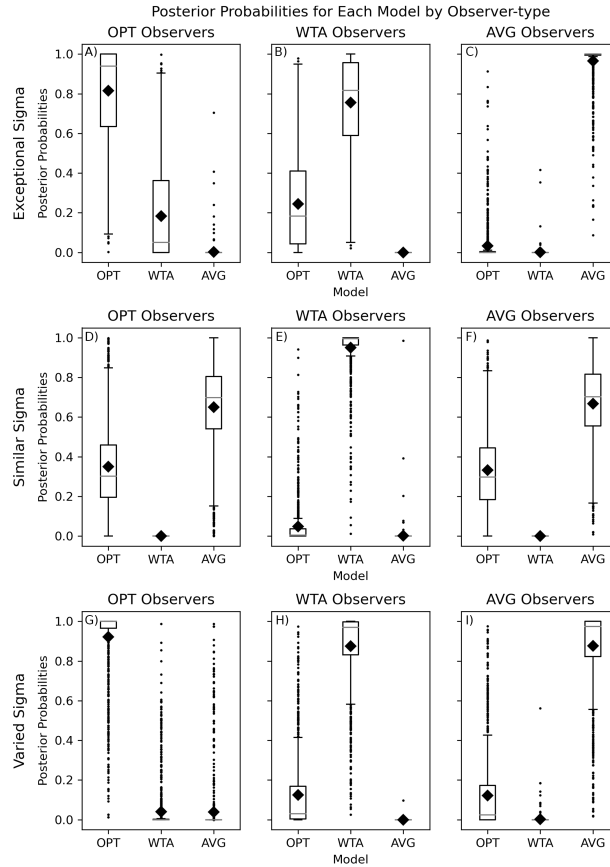 Posterior Probabilities for Each Model by Observer-type
OPT Observers
WTA Observers
AVG Observers
Exceptional Sigma
Posterior Probabilities
A)
B)
C)
1.0
0.8
0.6
0.4
0.2
0.0
OPT WTA AVG
OPT WTA AVG
OPT WTA AVG
Model
OPT Observers
WTA Observers
AVG Observers
Similar Sigma
Posterior Probabilities
D)
E)
F)
1.0
0.8
0.6
0.4
0.2
0.0
OPT WTA AVG
OPT WTA AVG
OPT WTA AVG
Model
OPT Observers
WTA Observers
AVG Observers
Varied Sigma
Posterior Probabilities
G)
H)
I)
1.0
0.8
0.6
0.4
0.2
0.0
OPT WTA AVG
OPT WTA AVG
OPT WTA AVG
Model